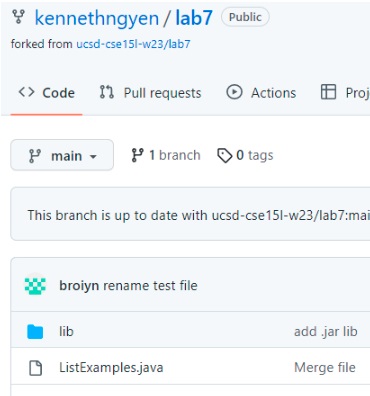 kennethngyen / lab7 Public
forked from ucsd-cse15l-w23/lab7
Code Pull requests Actions Proj
main 1 branch 0 tags
This branch is up to date with ucsd-cse15l-w23/lab7:mai
broiyn rename test file
lib add .jar lib
ListExamples.java Merge file